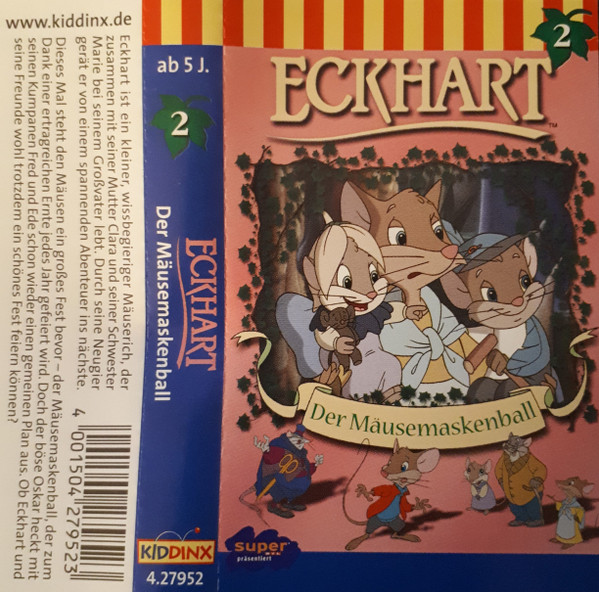 www.kiddinx.de
Eckhart ist ein kleiner, wissbegieriger Mäuserich, der
zusammen mit seiner Mutter Clara und seiner Schwester
Marie bei seinem Großvater lebt. Durch seine Neugier
gerät er von einem spannenden Abenteuer ins nächste.
Dieses Mal steht den Mäusen ein großes Fest bevor – der Mäusemaskenball, der zum
Dank einer ertragreichen Ernte jedes Jahr gefeiert wird. Doch der böse Oskar heckt mit
seinen Kumpanen Fred und Ede schon wieder einen gemeinen Plan aus. Ob Eckhart und
seine Freunde wohl trotzdem ein schönes Fest feiern können?
4 001504 279523
ab 5 J.
2
ECKHART
Der Mäusemaskenball
KIDDINX
4.27952
2
ECKHART
TM
Der Mäusemaskenball
super
präsentiert